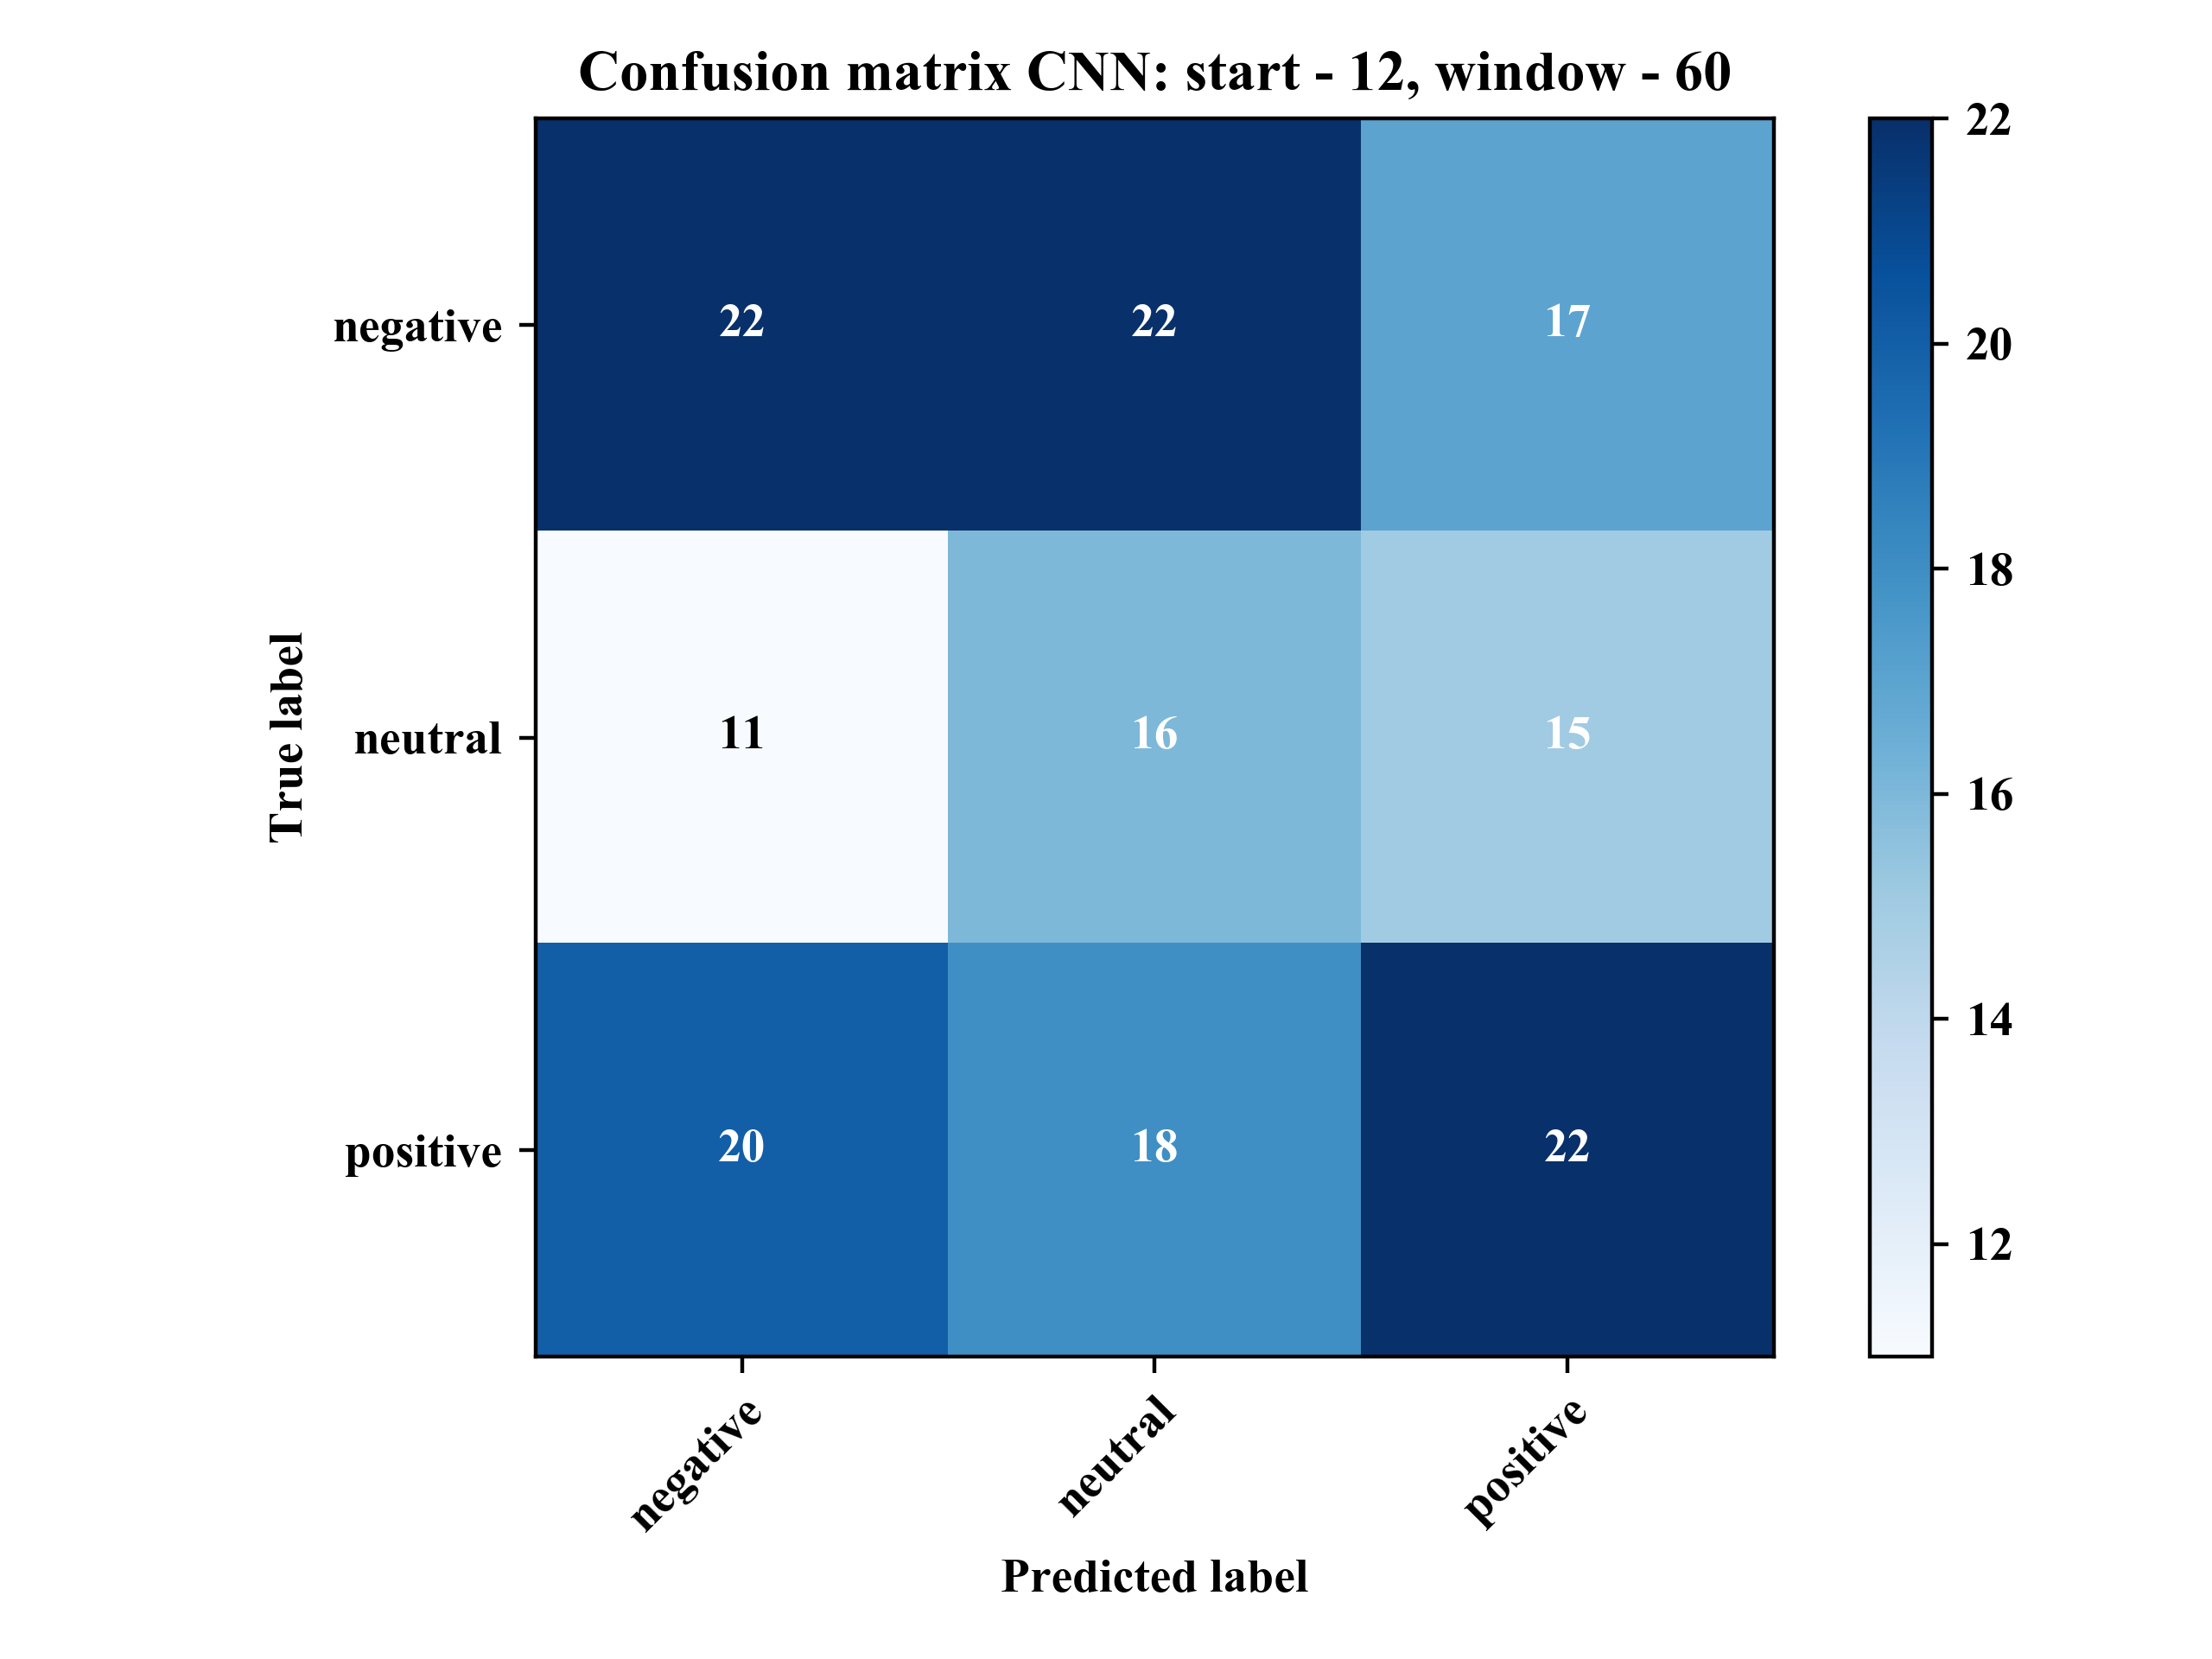 Confusion matrix CNN: start - 12, window - 60
True label
negative
22
22
17
neutral
11
16
15
positive
20
18
22
negative
neutral
positive
Predicted label
22
20
18
16
14
12